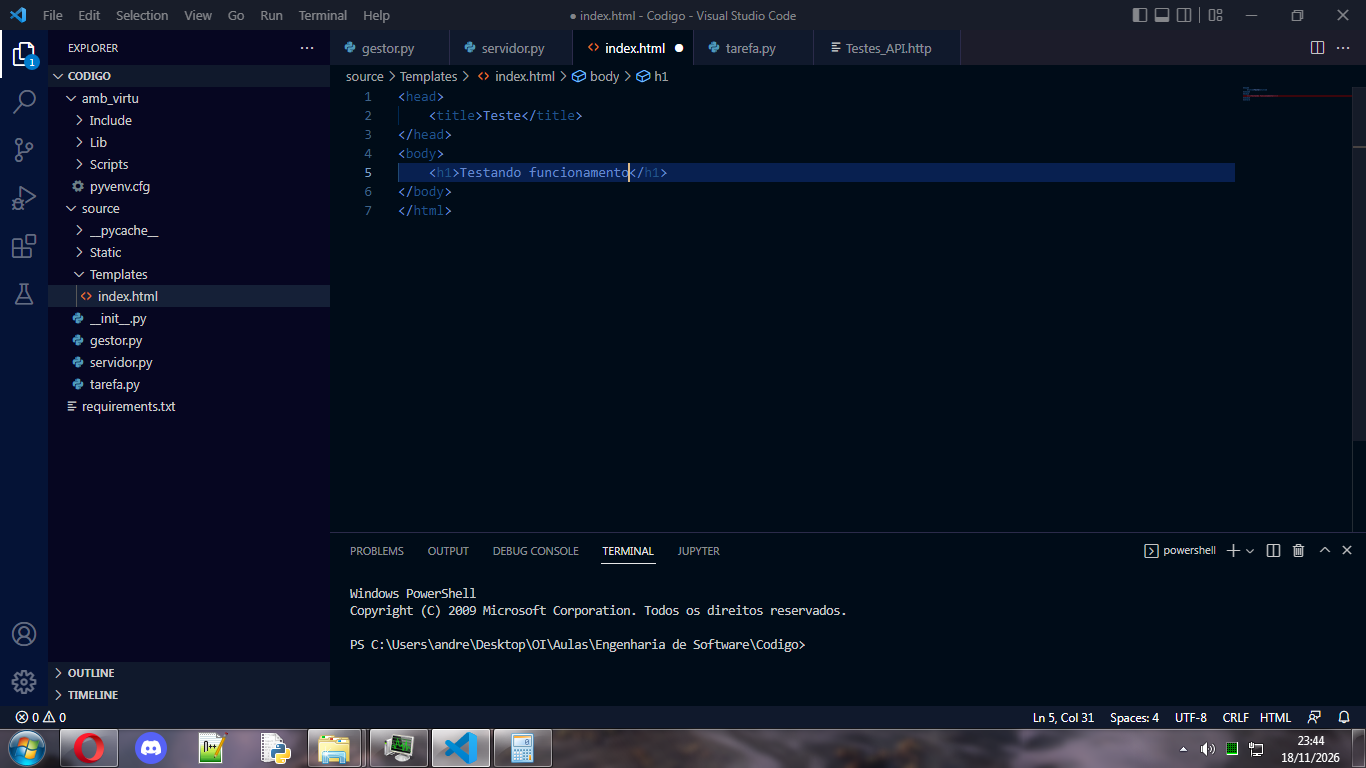 File Edit Selection View Go Run Terminal Help
● index.html - Codigo - Visual Studio Code
EXPLORER
1
CODIGO
amb_virtu
Include
Lib
Scripts
pyvenv.cfg
source
__pycache__
Static
Templates
index.html
__init__.py
gestor.py
servidor.py
tarefa.py
requirements.txt
OUTLINE
TIMELINE
gestor.py servidor.py index.html tarefa.py Testes_API.http
source > Templates > index.html > body > h1
1 <head>
2 <title>Teste</title>
3 </head>
4 <body>
5 <h1>Testando funcionamento</h1>
6 </body>
7 </html>
PROBLEMS OUTPUT DEBUG CONSOLE TERMINAL JUPYTER
powershell
Windows PowerShell
Copyright (C) 2009 Microsoft Corporation. Todos os direitos reservados.
PS C:\Users\andre\Desktop\OI\Aulas\Engenharia de Software\Codigo>
0 0
Ln 5, Col 31 Spaces: 4 UTF-8 CRLF HTML
23:44
18/11/2026